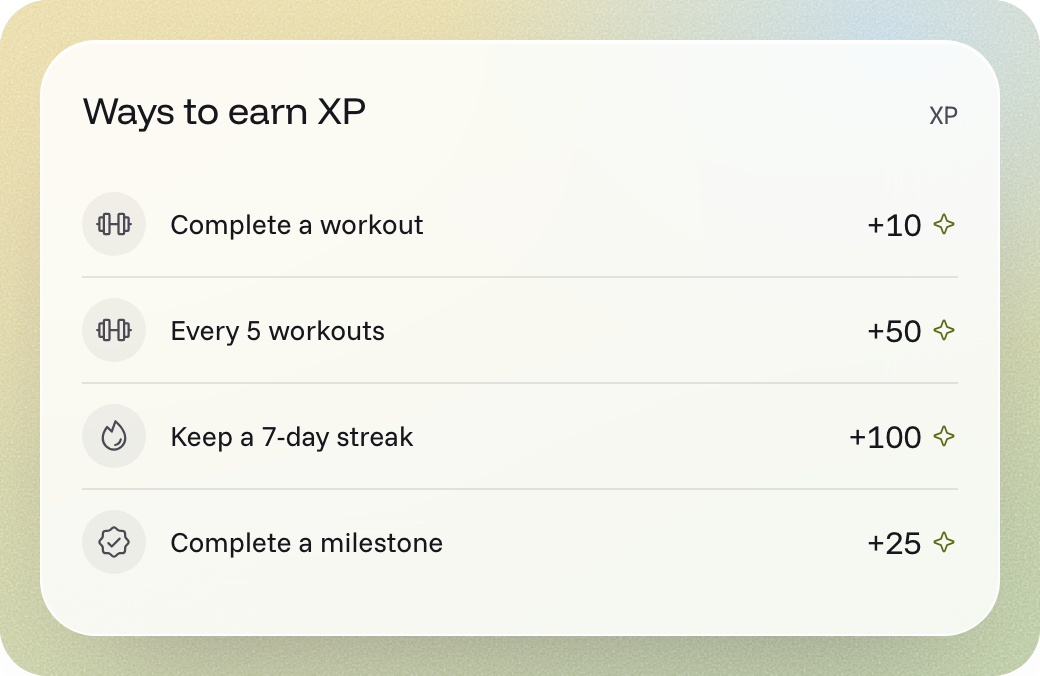 Ways to earn XP
XP
Complete a workout +10
Every 5 workouts +50
Keep a 7-day streak +100
Complete a milestone +25